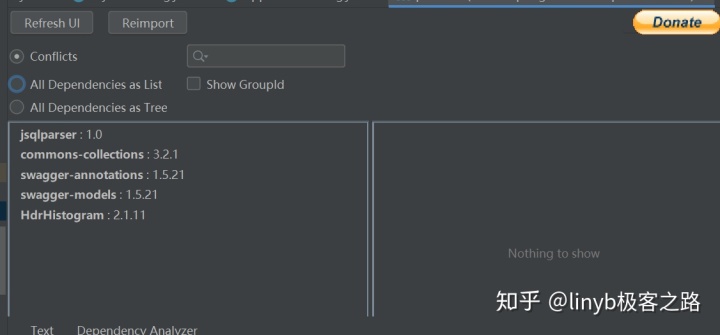 Refresh UI
Reimport
Donate
Conflicts
All Dependencies as List
Show GroupId
All Dependencies as Tree
jsqlparser : 1.0
commons-collections : 3.2.1
swagger-annotations : 1.5.21
swagger-models : 1.5.21
HdrHistogram : 2.1.11
Nothing to show
知乎 @linyb极客之路
Text
Dependency Analyzer